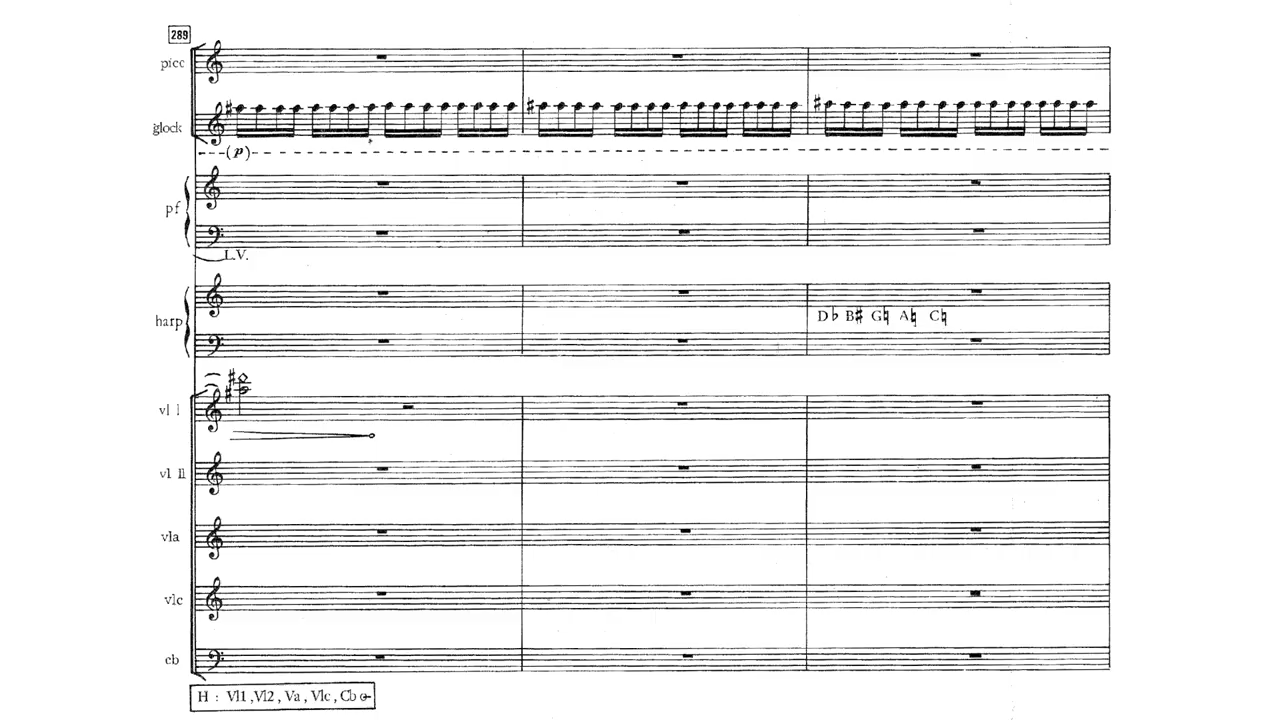 289
picc
glock
(p)
pf
L.V.
harp
D♭ B♯ G♮ A♮ C♮
vl I
vl II
vla
vlc
cb
H : Vl1 , Vl2 , Va , Vlc , Cb